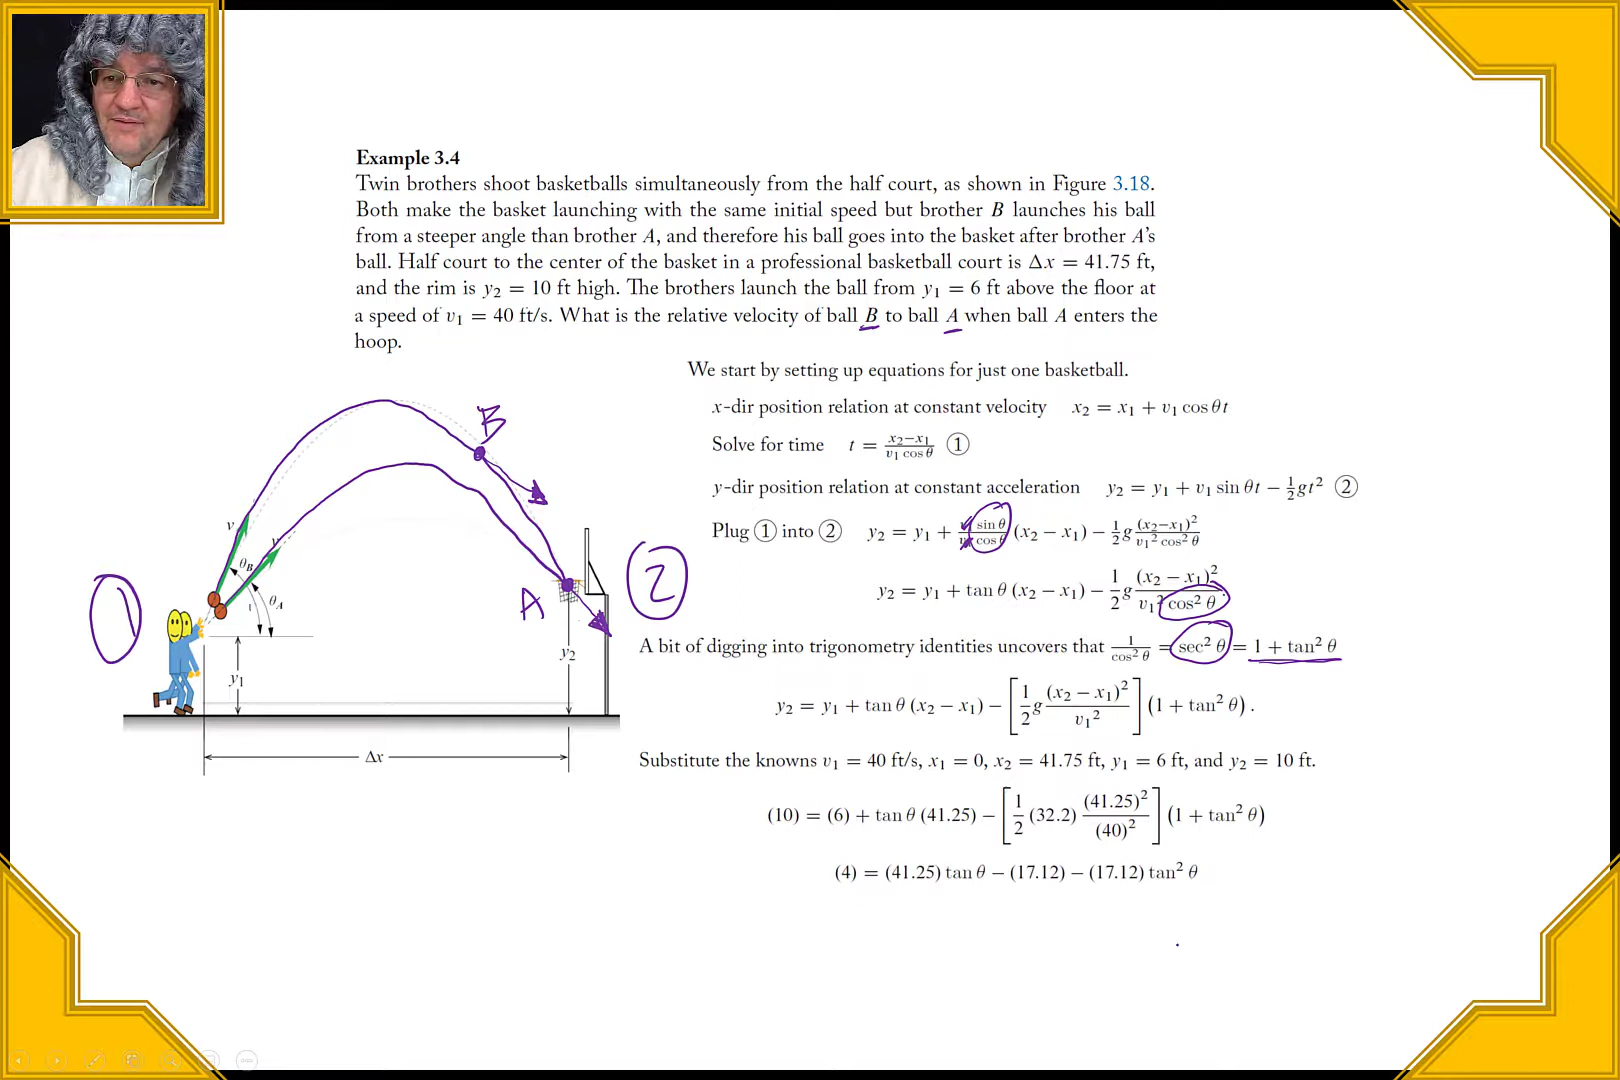 Example 3.4
Twin brothers shoot basketballs simultaneously from the half court, as shown in Figure 3.18.
Both make the basket launching with the same initial speed but brother B launches his ball
from a steeper angle than brother A, and therefore his ball goes into the basket after brother A's
ball. Half court to the center of the basket in a professional basketball court is Δx = 41.75 ft,
and the rim is y₂ = 10 ft high. The brothers launch the ball from y₁ = 6 ft above the floor at
a speed of v₁ = 40 ft/s. What is the relative velocity of ball B to ball A when ball A enters the
hoop.
We start by setting up equations for just one basketball.
x-dir position relation at constant velocity x₂ = x₁ + v₁ cos θt
Solve for time t = (x₂−x₁)/(v₁ cos θ) ①
y-dir position relation at constant acceleration y₂ = y₁ + v₁ sin θt − ½gt² ②
Plug ① into ② y₂ = y₁ + (v₁ sin θ)/(v₁ cos θ) (x₂ − x₁) − ½g (x₂−x₁)²/(v₁² cos² θ)
y₂ = y₁ + tan θ (x₂ − x₁) − ½g (x₂ − x₁)²/(v₁² cos² θ).
A bit of digging into trigonometry identities uncovers that 1/(cos² θ) = sec² θ = 1 + tan² θ
y₂ = y₁ + tan θ (x₂ − x₁) − [½g (x₂ − x₁)²/v₁²] (1 + tan² θ).
Substitute the knowns v₁ = 40 ft/s, x₁ = 0, x₂ = 41.75 ft, y₁ = 6 ft, and y₂ = 10 ft.
(10) = (6) + tan θ (41.25) − [½ (32.2) (41.25)²/(40)²] (1 + tan² θ)
(4) = (41.25) tan θ − (17.12) − (17.12) tan² θ
B
v
v
θB
θA
①
②
A
y₁
y₂
Δx